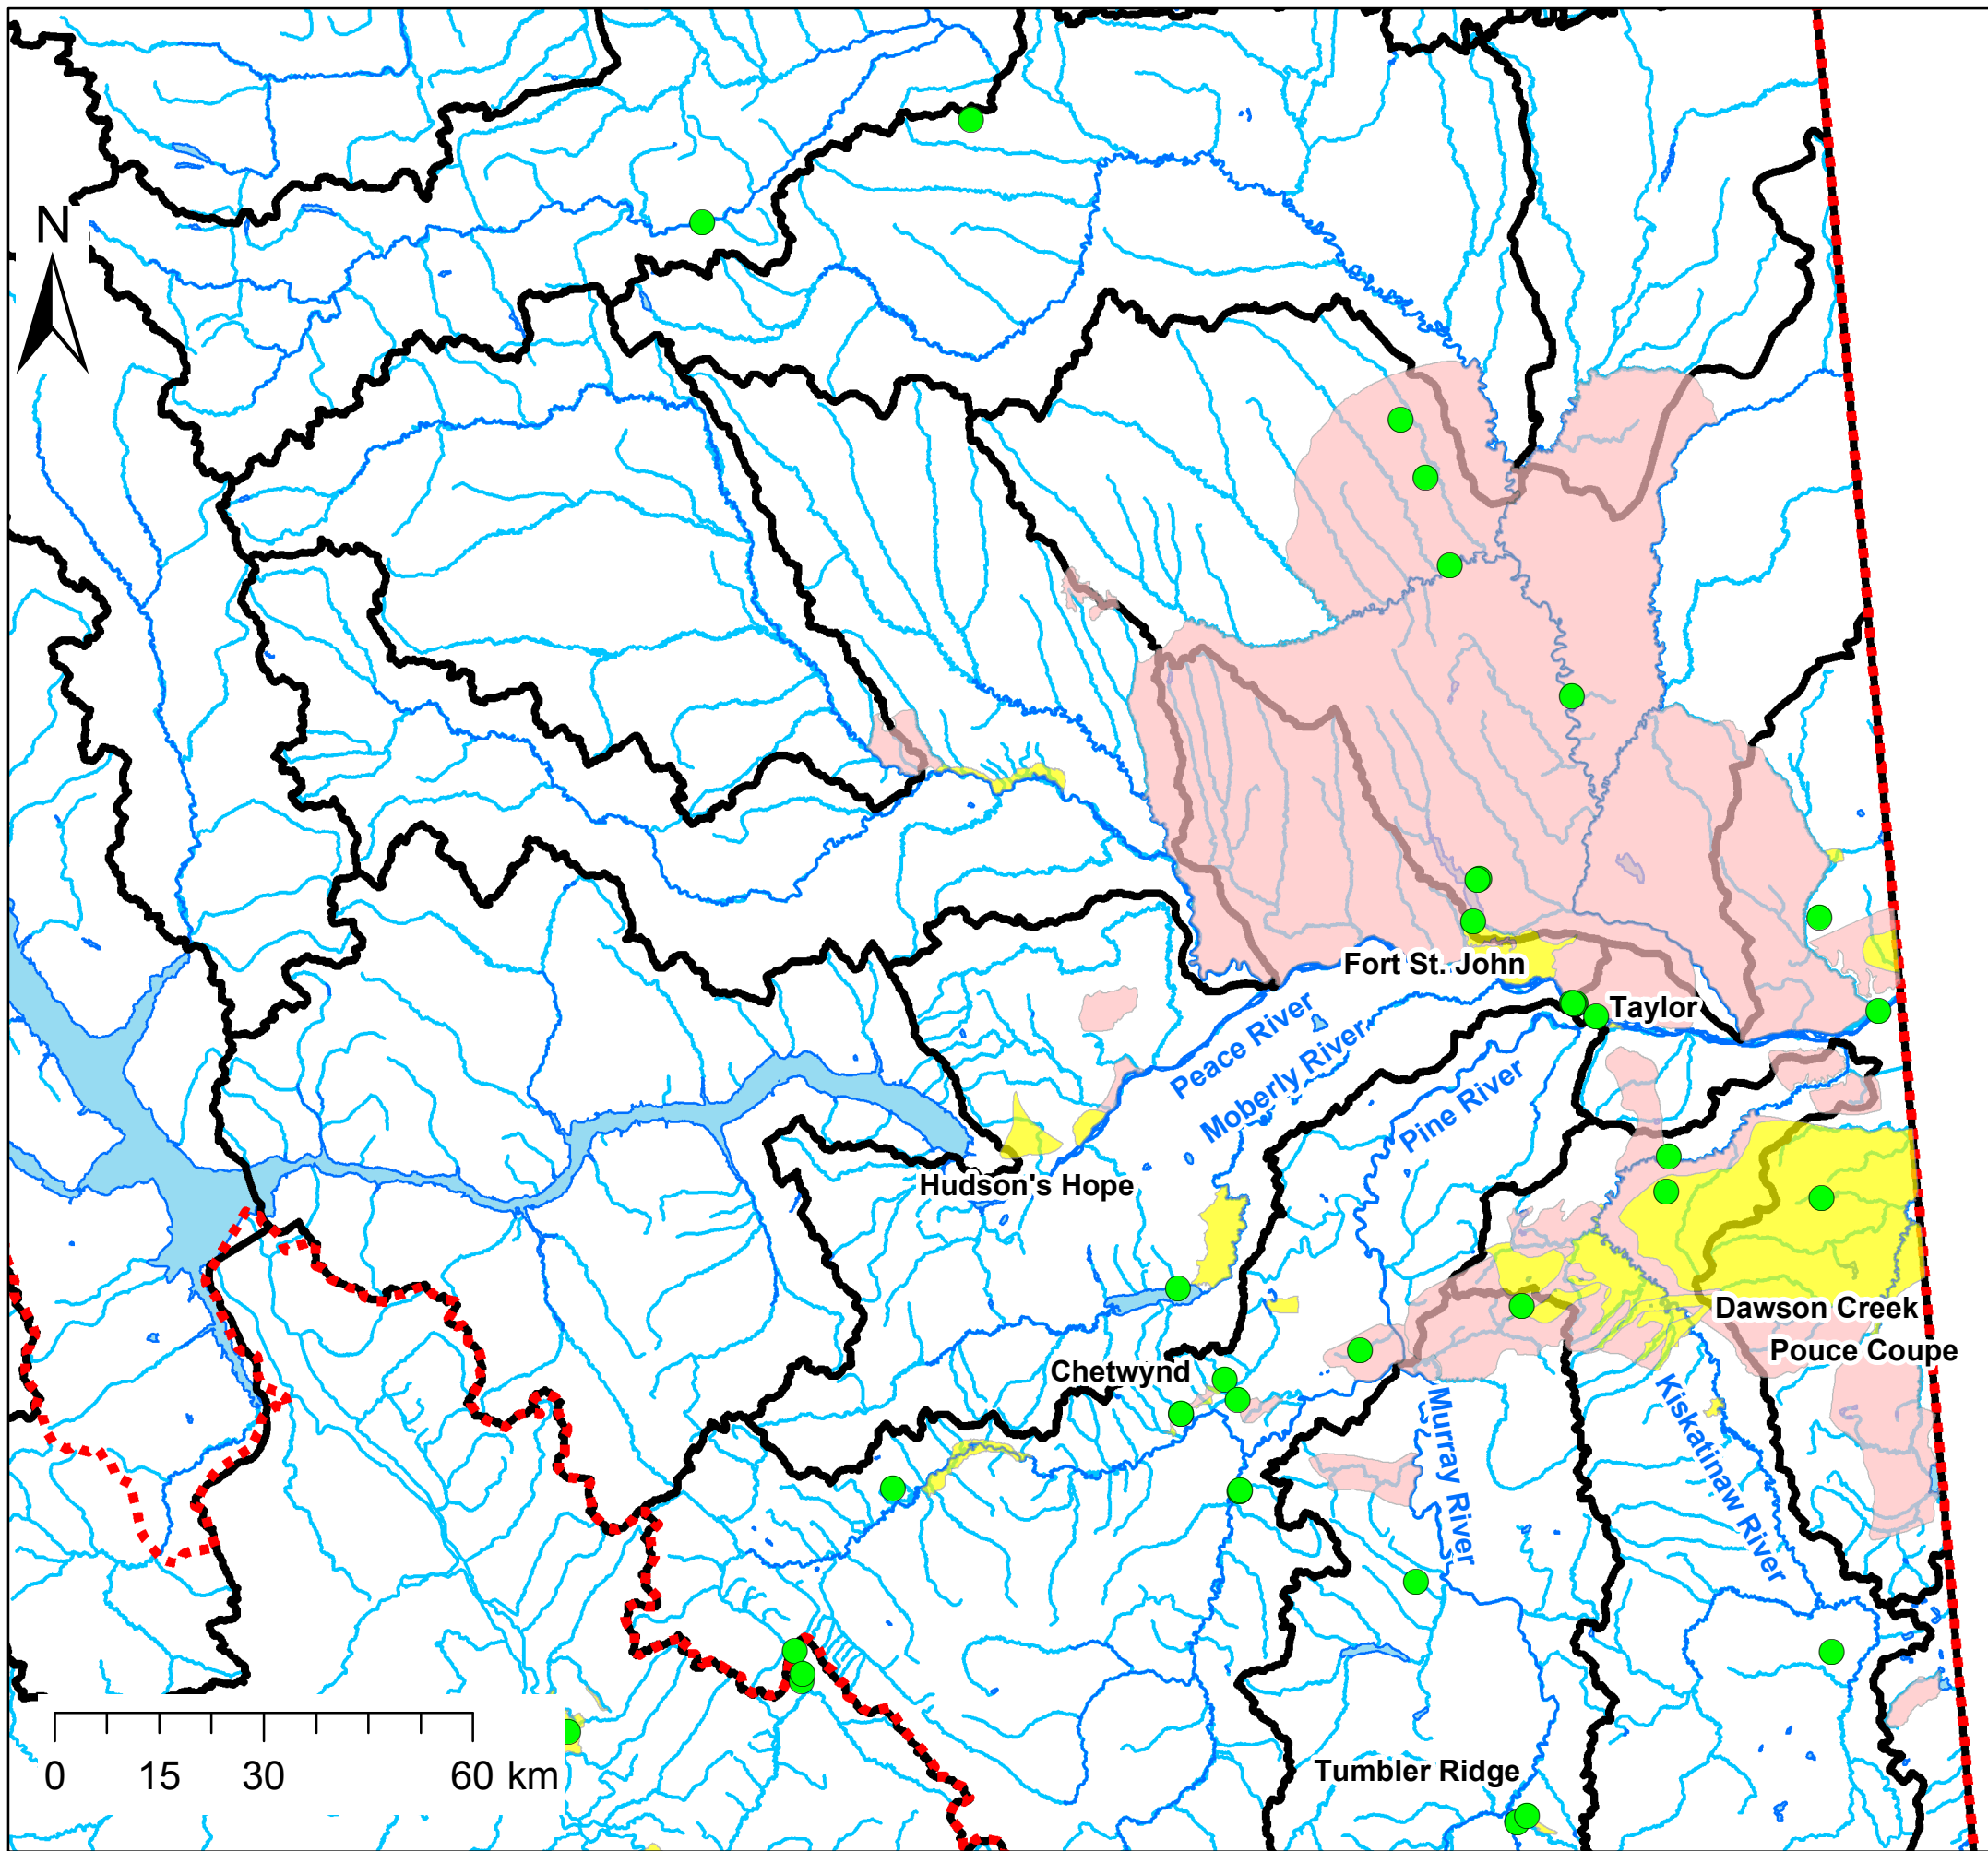 N
Fort St. John
Taylor
Peace River
Moberly River
Pine River
Hudson's Hope
Dawson Creek
Pouce Coupe
Chetwynd
Murray River
Kiskatinaw River
Tumbler Ridge
0 15 30 60 km